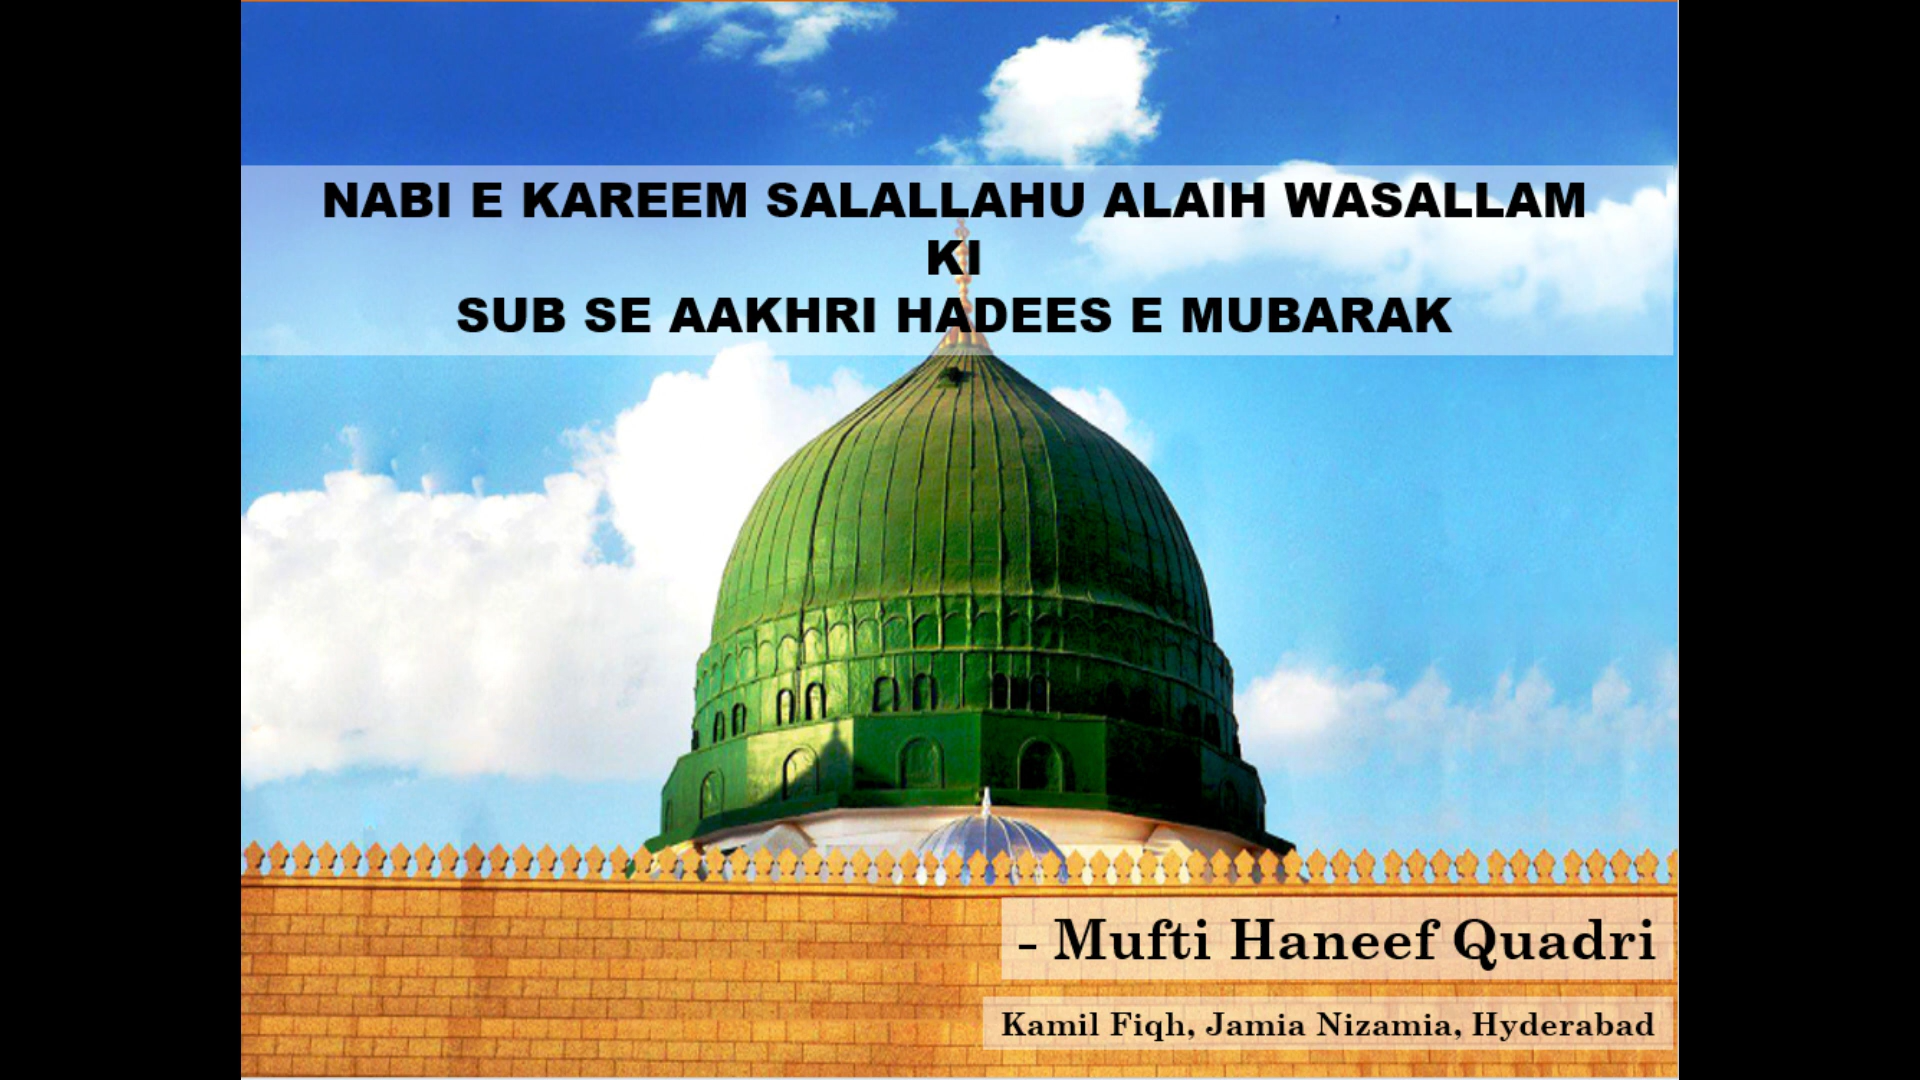 NABI E KAREEM SALALLAHU ALAIH WASALLAM
KI
SUB SE AAKHRI HADEES E MUBARAK
- Mufti Haneef Quadri
Kamil Fiqh, Jamia Nizamia, Hyderabad